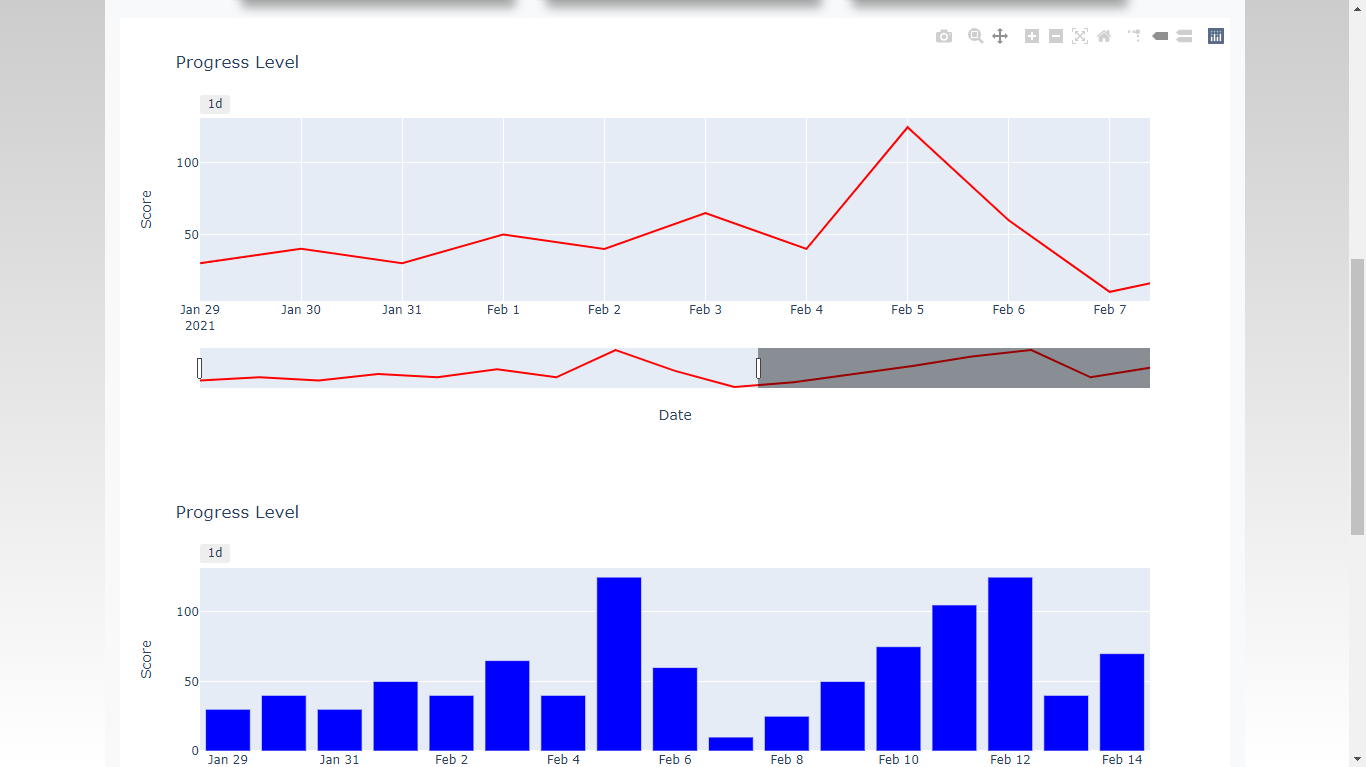 Progress Level
1d
100
50
Score
Jan 29 Jan 30 Jan 31 Feb 1 Feb 2 Feb 3 Feb 4 Feb 5 Feb 6 Feb 7
2021
Date
Progress Level
1d
100
50
0
Score
Jan 29 Jan 31 Feb 2 Feb 4 Feb 6 Feb 8 Feb 10 Feb 12 Feb 14